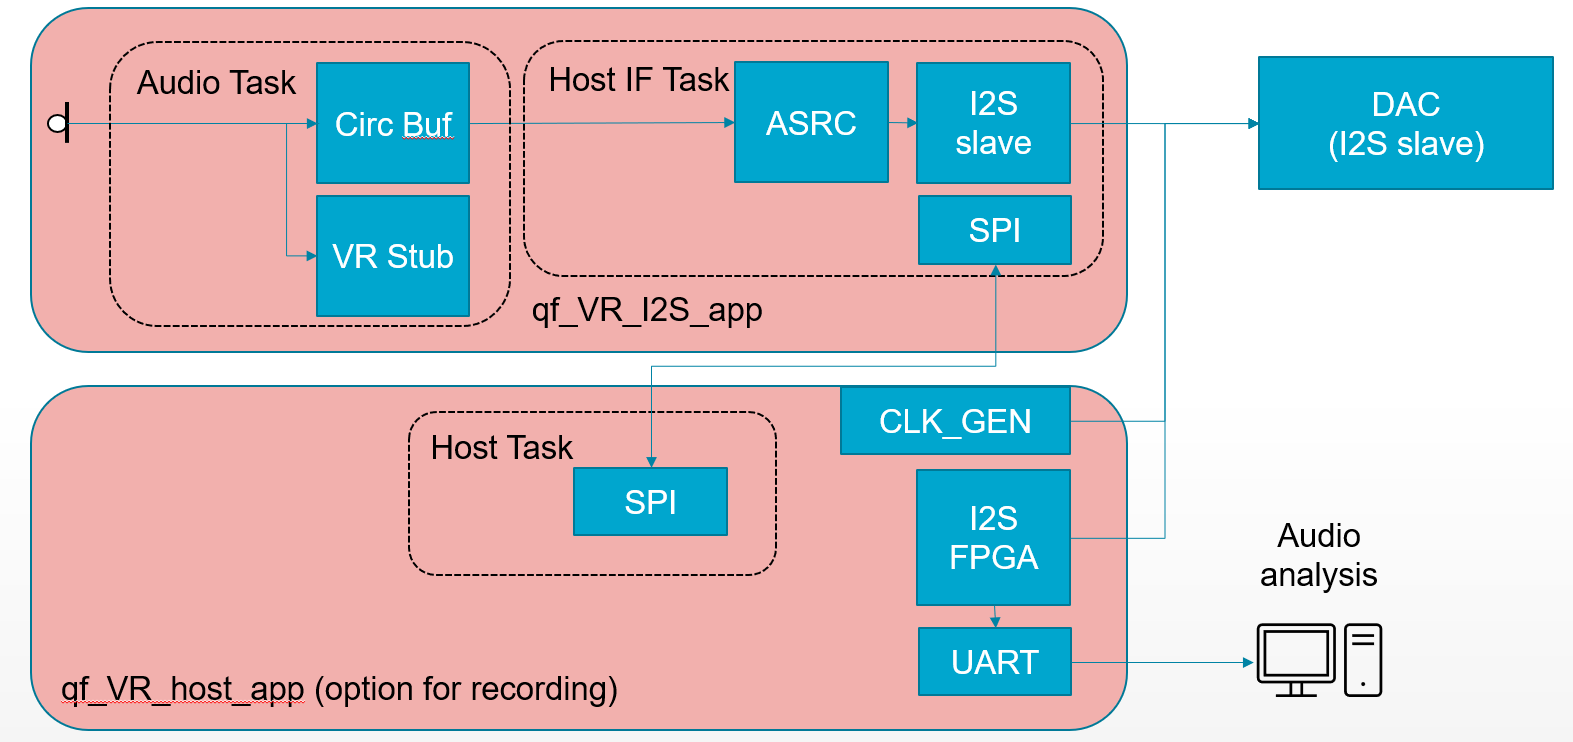 Audio Task
Circ Buf
VR Stub
Host IF Task
ASRC
I2S
slave
SPI
qf_VR_I2S_app
DAC
(I2S slave)
CLK_GEN
Host Task
SPI
I2S
FPGA
UART
Audio
analysis
qf_VR_host_app (option for recording)